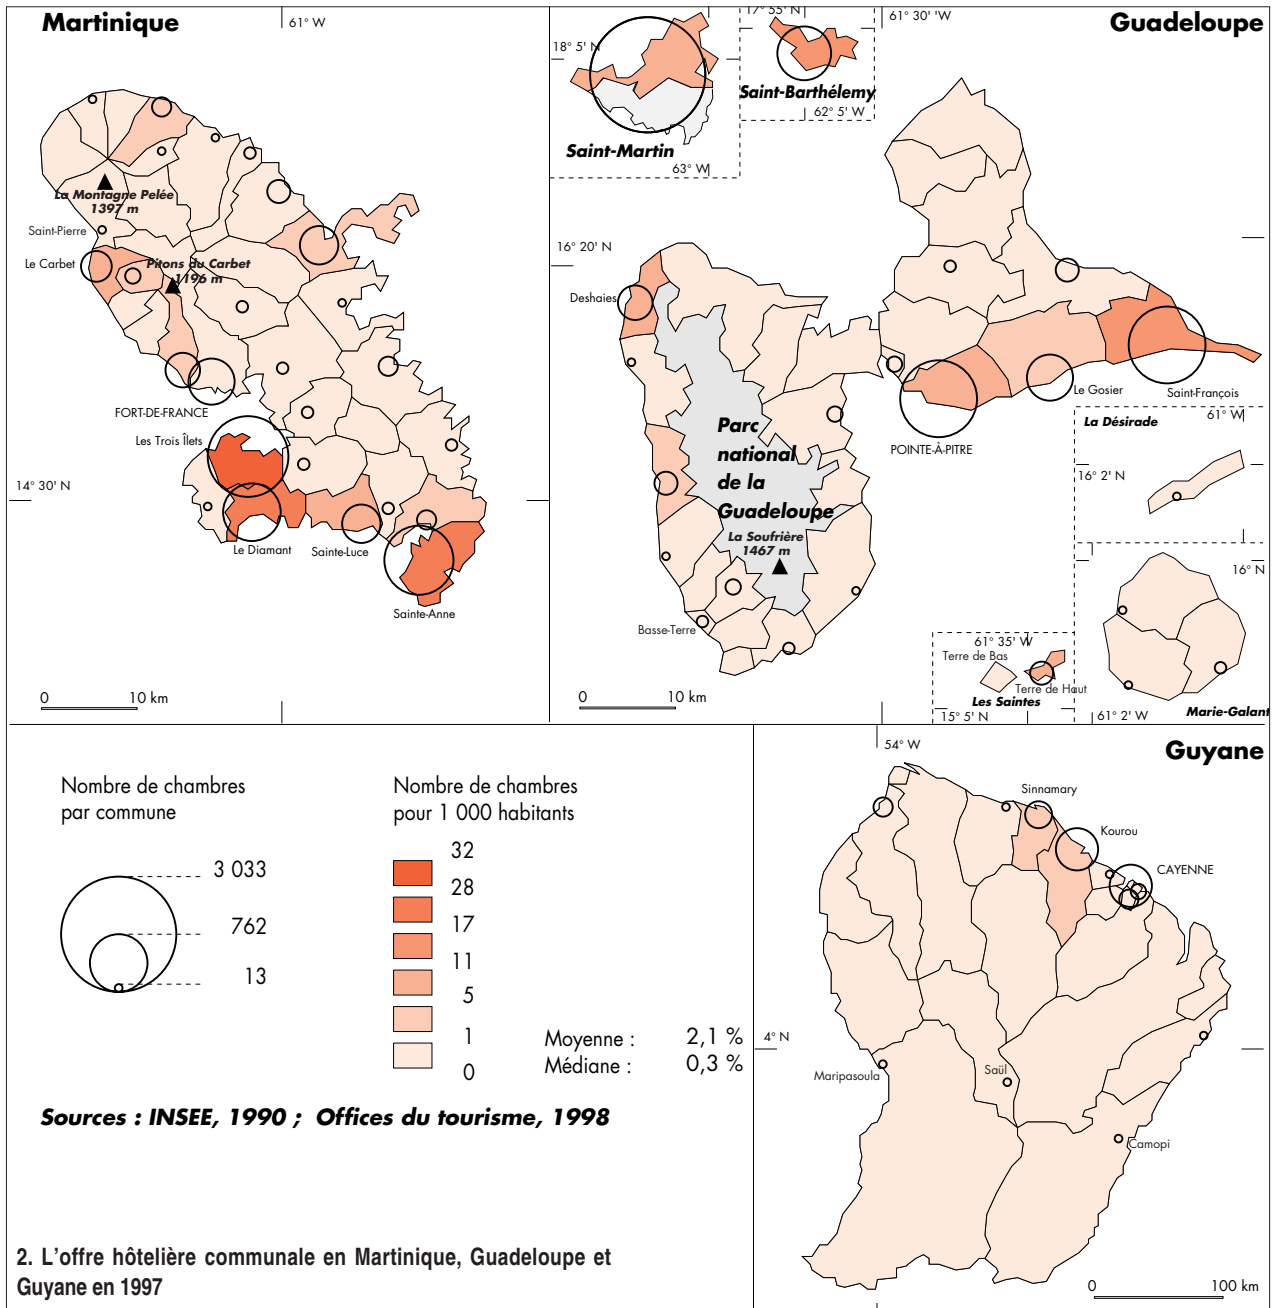 Martinique
61° W
La Montagne Pelée
1397 m
Saint-Pierre
Le Carbet
Pitons du Carbet
1196 m
FORT-DE-FRANCE
Les Trois Îlets
14° 30' N
Le Diamant
Sainte-Luce
Sainte-Anne
0
10 km
Guadeloupe
18° 5' N
Saint-Martin
63° W
17° 55' N
Saint-Barthélemy
62° 5' W
61° 30' 'W
16° 20' N
Deshaies
Parc
national
de la
Guadeloupe
La Soufrière
1467 m
Basse-Terre
POINTE-À-PITRE
Le Gosier
Saint-François
61° W
La Désirade
16° 2' N
16° N
Marie-Galant
61° 2' W
61° 35' W
Terre de Bas
Terre de Haut
Les Saintes
15° 5' N
0
10 km
Nombre de chambres
par commune
3 033
762
13
Nombre de chambres
pour 1 000 habitants
32
28
17
11
5
1
0
Moyenne : 2,1 %
Médiane : 0,3 %
Sources : INSEE, 1990 ; Offices du tourisme, 1998
2. L'offre hôtelière communale en Martinique, Guadeloupe et
Guyane en 1997
Guyane
54° W
Sinnamary
Kourou
CAYENNE
4° N
Maripasoula
Saül
Camopi
0
100 km